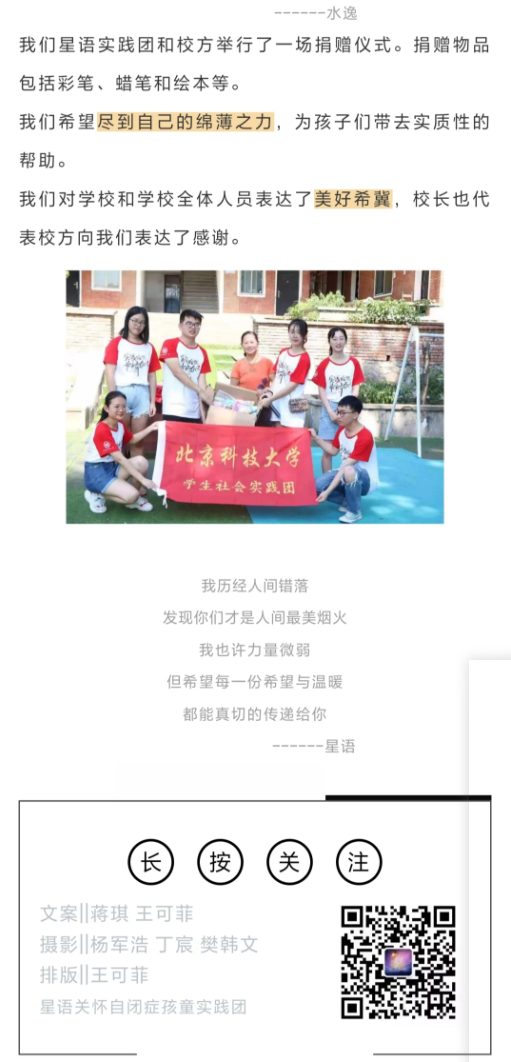 ------水逸
我们星语实践团和校方举行了一场捐赠仪式。捐赠物品
包括彩笔、蜡笔和绘本等。
我们希望尽到自己的绵薄之力，为孩子们带去实质性的
帮助。
我们对学校和学校全体人员表达了美好希冀，校长也代
表校方向我们表达了感谢。
北京科技大学
学生社会实践团
我历经人间错落
发现你们才是人间最美烟火
我也许力量微弱
但希望每一份希望与温暖
都能真切的传递给你
------星语
长按关注
文案||蒋琪 王可菲
摄影||杨军浩 丁宸 樊韩文
排版||王可菲
星语关怀自闭症孩童实践团